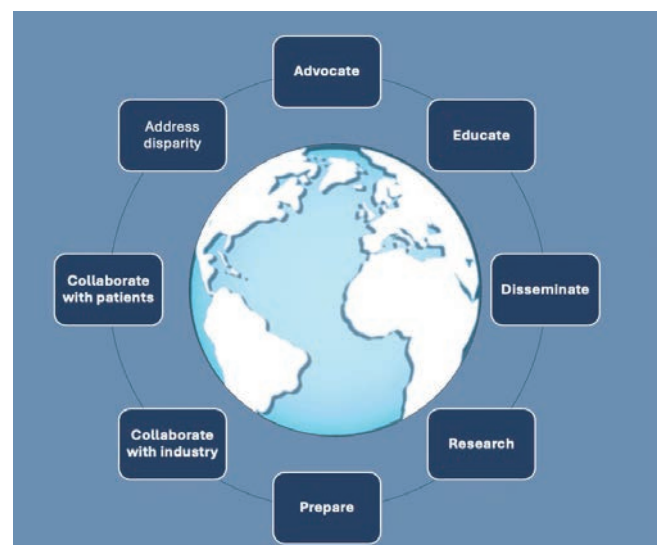 Advocate
Educate
Disseminate
Research
Prepare
Collaborate
with industry
Collaborate
with patients
Address
disparity